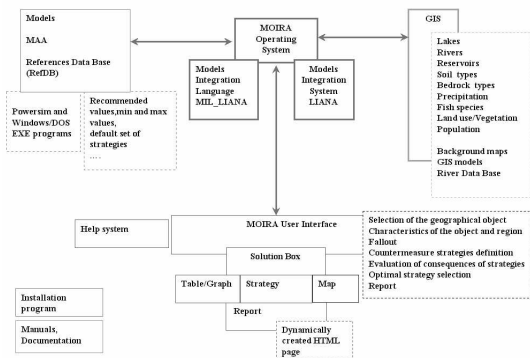 Models
MAA
References Data Base
(RefDB)
Powersim and
Windows/DOS
EXE programs
Recommended
values,min and max
values,
default set of
strategies
....
MOIRA
Operating
System
Models
Integration
Language
MIL_LIANA
Models
Integration
System
LIANA
GIS
Lakes
Rivers
Reservoirs
Soil types
Bedrock types
Precipitation
Fish species
Land use/Vegetation
Population
Background maps
GIS models
River Data Base
Help system
MOIRA User Interface
Solution Box
Table/Graph
Strategy
Map
Report
Dynamically
created HTML
page
Selection of the geographical object
Characteristics of the object and region
Fallout
Countermeasure strategies definition
Evaluation of consequences of strategies
Optimal strategy selection
Report
Installation
program
Manuals,
Documentation